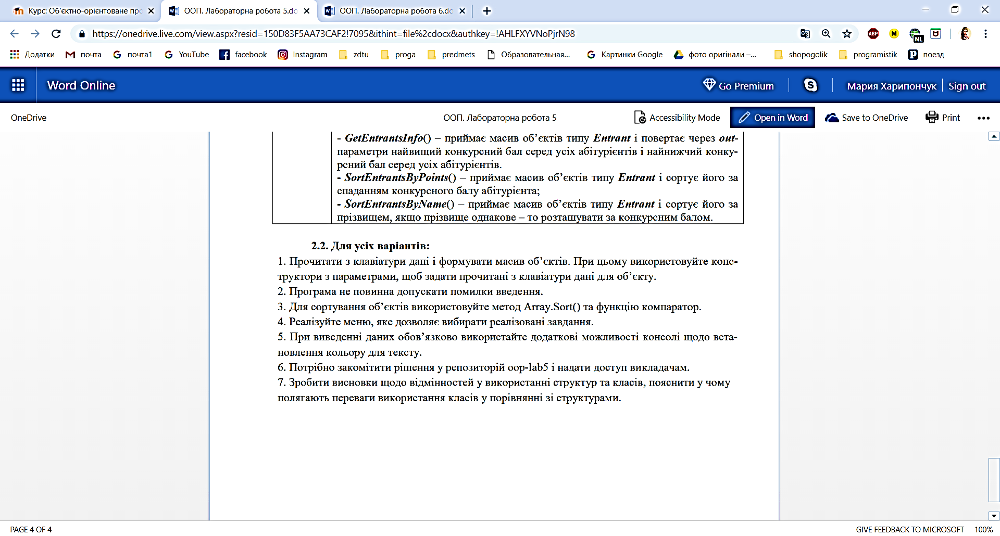 Курс: Об'єктно-орієнтоване прс
ООП. Лабораторна робота 5.do
ООП. Лабораторна робота 6.do
https://onedrive.live.com/view.aspx?resid=150D83F5AA73CAF2!7095&ithint=file%2cdocx&authkey=!AHLFXYVNoPjrN98
ABP
M
NL
Додатки
почта
почта1
YouTube
facebook
Instagram
zdtu
proga
predmets
Образовательная...
Картинки Google
фото оригінали –...
shopogolik
programistik
поезд
Word Online
Go Premium
Мария Харипончук
Sign out
OneDrive
ООП. Лабораторна робота 5
Accessibility Mode
Open in Word
Save to OneDrive
Print
- GetEntrantsInfo() – приймає масив об’єктів типу Entrant і повертає через out-
параметри найвищий конкурсний бал серед усіх абітурієнтів і найнижчий конку-
рсний бал серед усіх абітурієнтів.
- SortEntrantsByPoints() – приймає масив об’єктів типу Entrant і сортує його за
спаданням конкурсного балу абітурієнта;
- SortEntrantsByName() – приймає масив об’єктів типу Entrant і сортує його за
прізвищем, якщо прізвище однакове – то розташувати за конкурсним балом.
2.2. Для усіх варіантів:
1. Прочитати з клавіатури дані і формувати масив об’єктів. При цьому використовуйте конс-
труктори з параметрами, щоб задати прочитані з клавіатури дані для об’єкту.
2. Програма не повинна допускати помилки введення.
3. Для сортування об’єктів використовуйте метод Array.Sort() та функцію компаратор.
4. Реалізуйте меню, яке дозволяє вибирати реалізовані завдання.
5. При виведенні даних обов’язково використайте додаткові можливості консолі щодо вста-
новлення кольору для тексту.
6. Потрібно закомітити рішення у репозиторій oop-lab5 і надати доступ викладачам.
7. Зробити висновки щодо відмінностей у використанні структур та класів, пояснити у чому
полягають переваги використання класів у порівнянні зі структурами.
PAGE 4 OF 4
GIVE FEEDBACK TO MICROSOFT
100%